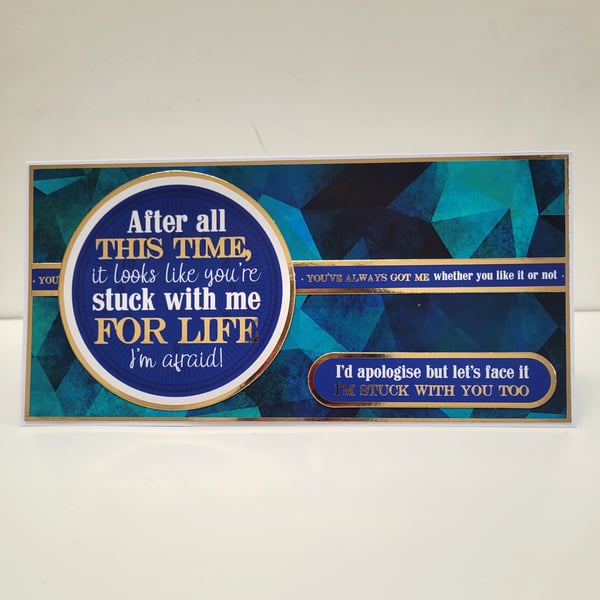 After all
THIS TIME,
it looks like you're
stuck with me
FOR LIFE
I'm afraid!
· YOU'
· YOU'VE ALWAYS GOT ME whether you like it or not ·
I'd apologise but let's face it
I'M STUCK WITH YOU TOO